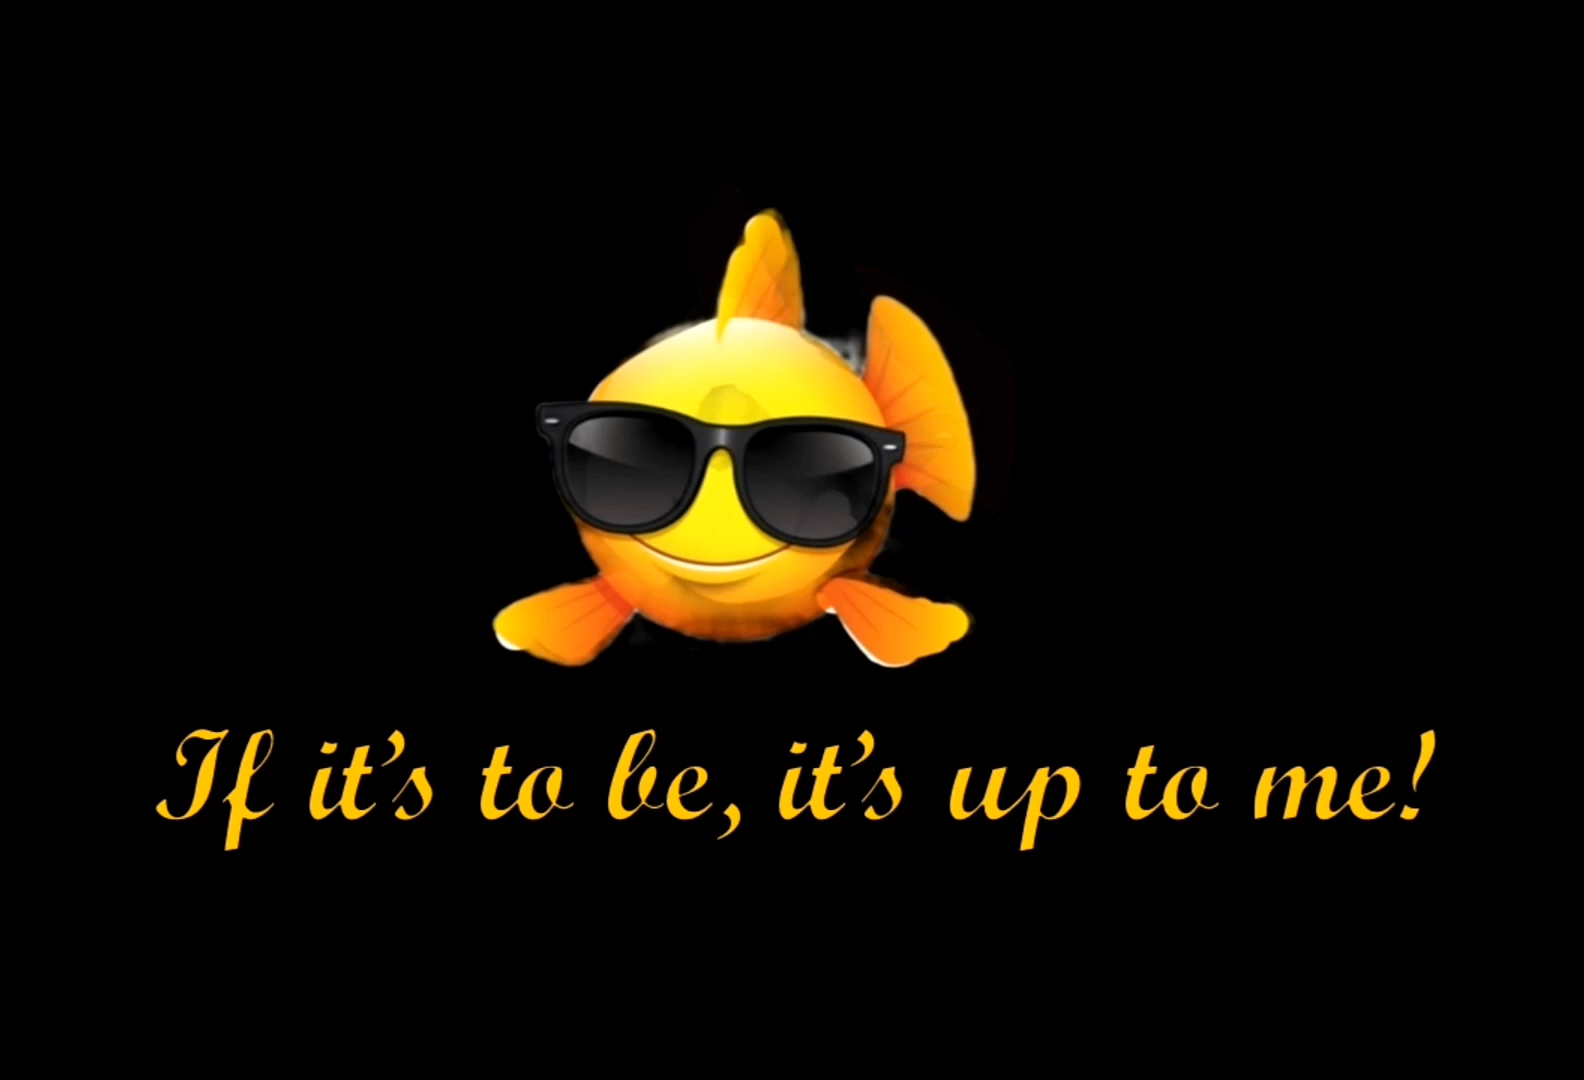 If it’s to be, it’s up to me!